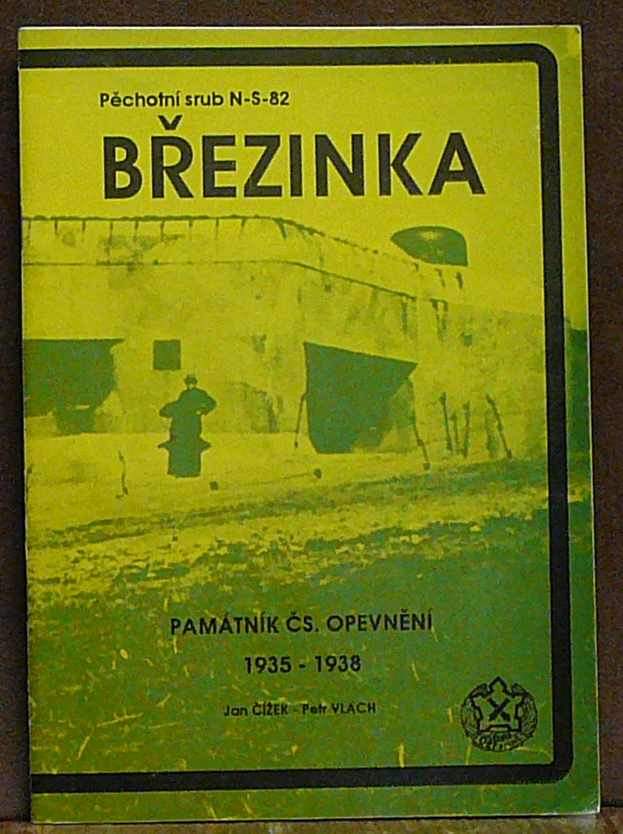 Pěchotní srub N-S-82
BŘEZINKA
PAMÁTNÍK ČS. OPEVNĚNÍ
1935 - 1938
Jan ČÍŽEK - Petr VLACH